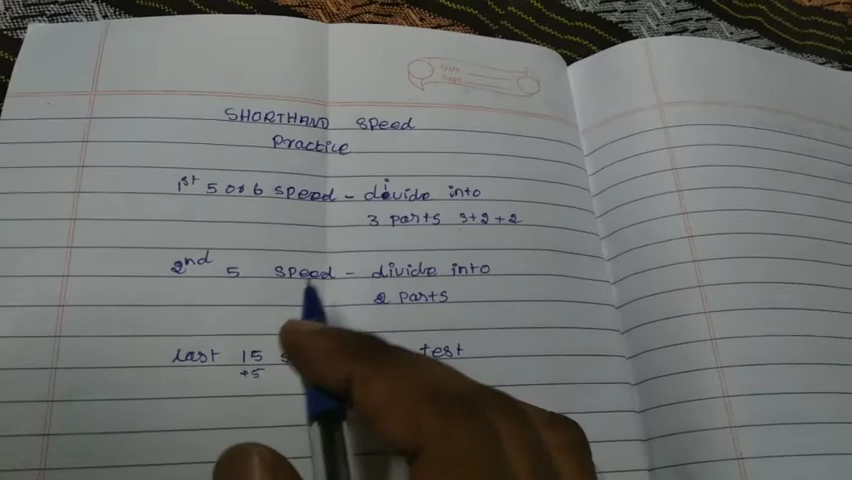 SHORTHAND Speed
Practice
1st 5 or 6 speed - divide into
3 parts 3+2+2
2nd 5 speed - divide into
2 parts
last 15 test
+5